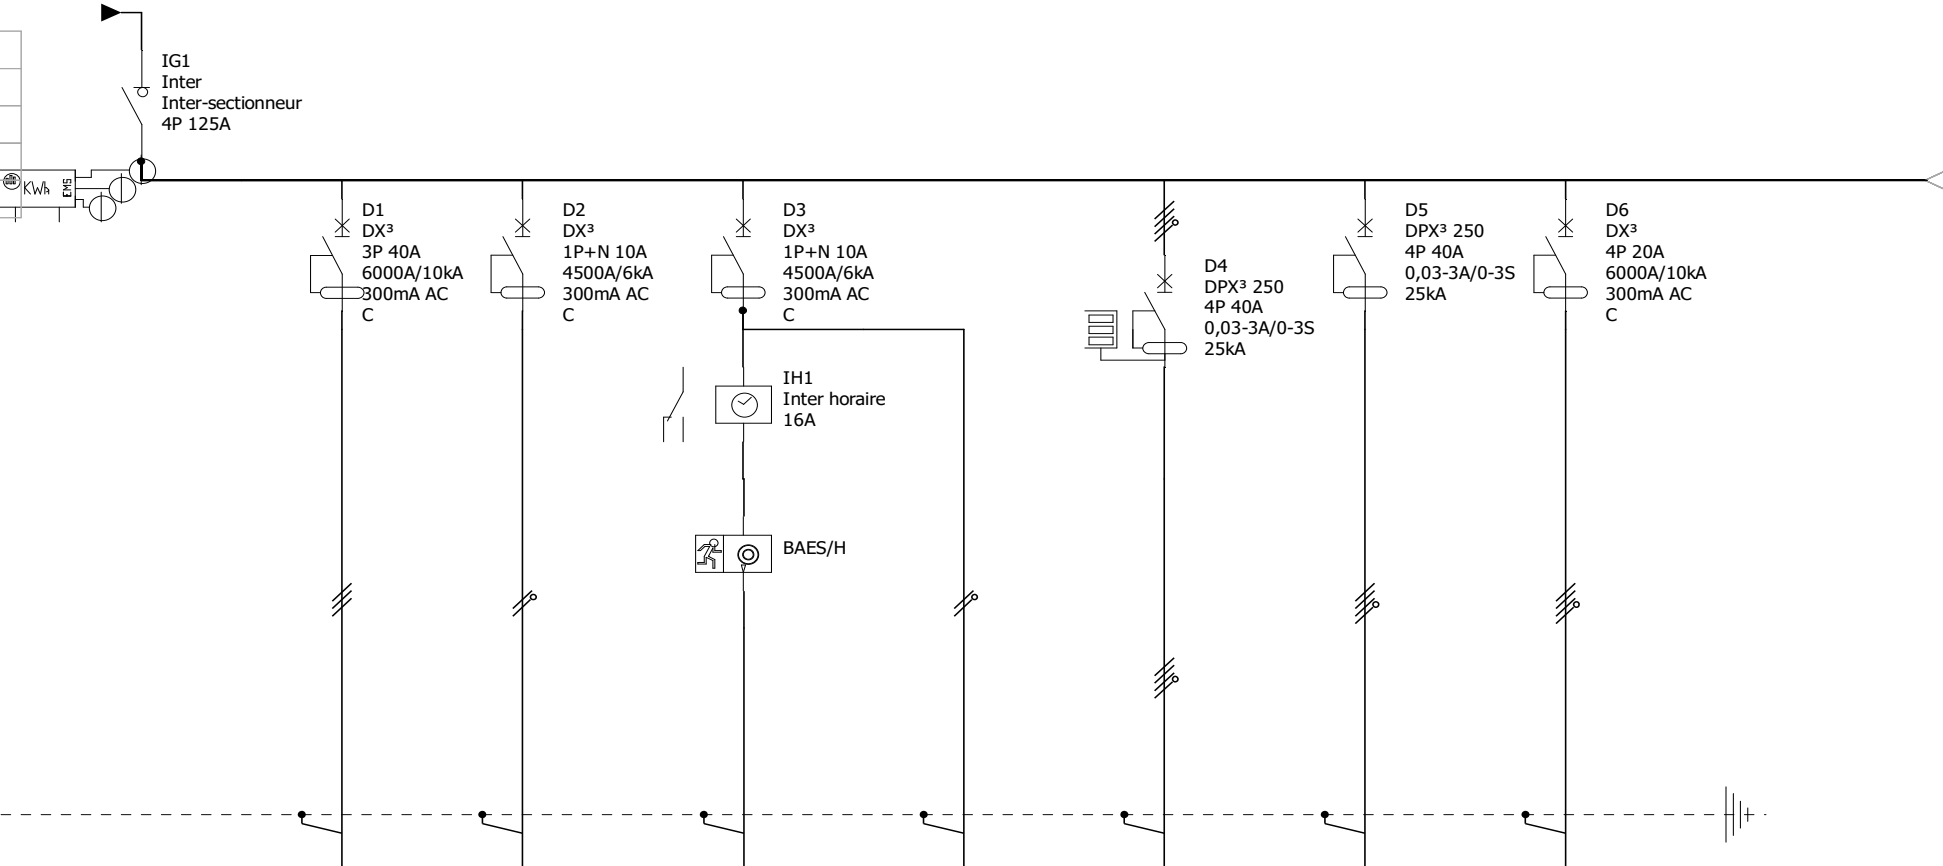 IG1
Inter
Inter-sectionneur
4P 125A
KWh
EMS
D1
DX³
3P 40A
6000A/10kA
300mA AC
C
D2
DX³
1P+N 10A
4500A/6kA
300mA AC
C
D3
DX³
1P+N 10A
4500A/6kA
300mA AC
C
IH1
Inter horaire
16A
BAES/H
D4
DPX³ 250
4P 40A
0,03-3A/0-3S
25kA
D5
DPX³ 250
4P 40A
0,03-3A/0-3S
25kA
D6
DX³
4P 20A
6000A/10kA
300mA AC
C